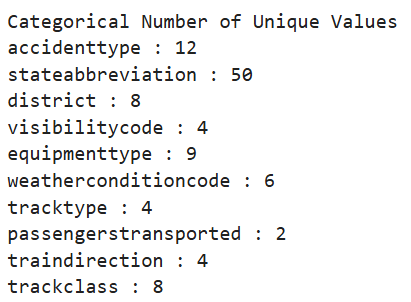 Categorical Number of Unique Values
accidenttype : 12
stateabbreviation : 50
district : 8
visibilitycode : 4
equipmenttype : 9
weatherconditioncode : 6
tracktype : 4
passengerstransported : 2
traindirection : 4
trackclass : 8